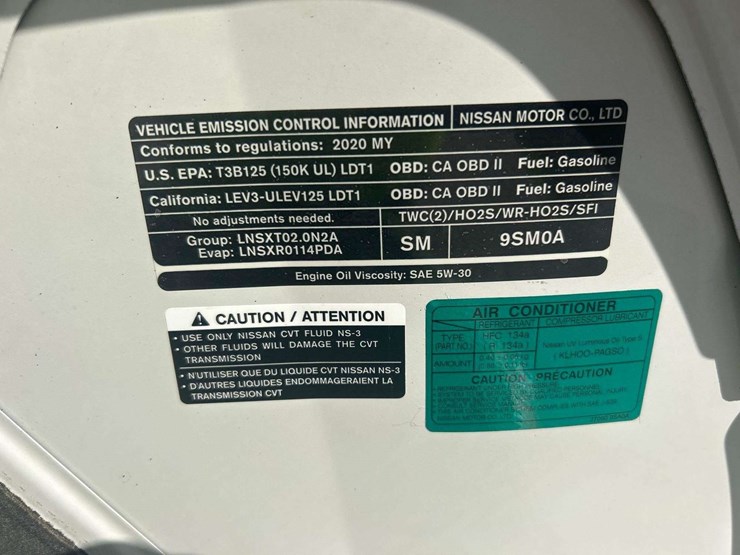 VEHICLE EMISSION CONTROL INFORMATION NISSAN MOTOR CO., LTD
Conforms to regulations: 2020 MY
U.S. EPA: T3B125 (150K UL) LDT1 OBD: CA OBD II Fuel: Gasoline
California: LEV3-ULEV125 LDT1 OBD: CA OBD II Fuel: Gasoline
No adjustments needed. TWC(2)/HO2S/WR-HO2S/SFI
Group: LNSXT02.0N2A
Evap: LNSXR0114PDA
SM 9SM0A
Engine Oil Viscosity: SAE 5W-30
CAUTION / ATTENTION
• USE ONLY NISSAN CVT FLUID NS-3
• OTHER FLUIDS WILL DAMAGE THE CVT
TRANSMISSION
• N'UTILISER QUE DU LIQUIDE CVT NISSAN NS-3
• D'AUTRES LIQUIDES ENDOMMAGERAIENT LA
TRANSMISSION CVT
AIR CONDITIONER
REFRIGERANT COMPRESSOR LUBRICANT
TYPE
(PART NO.)
134a
(R 134a)
AMOUNT
CAUTION PRÉCAUTION